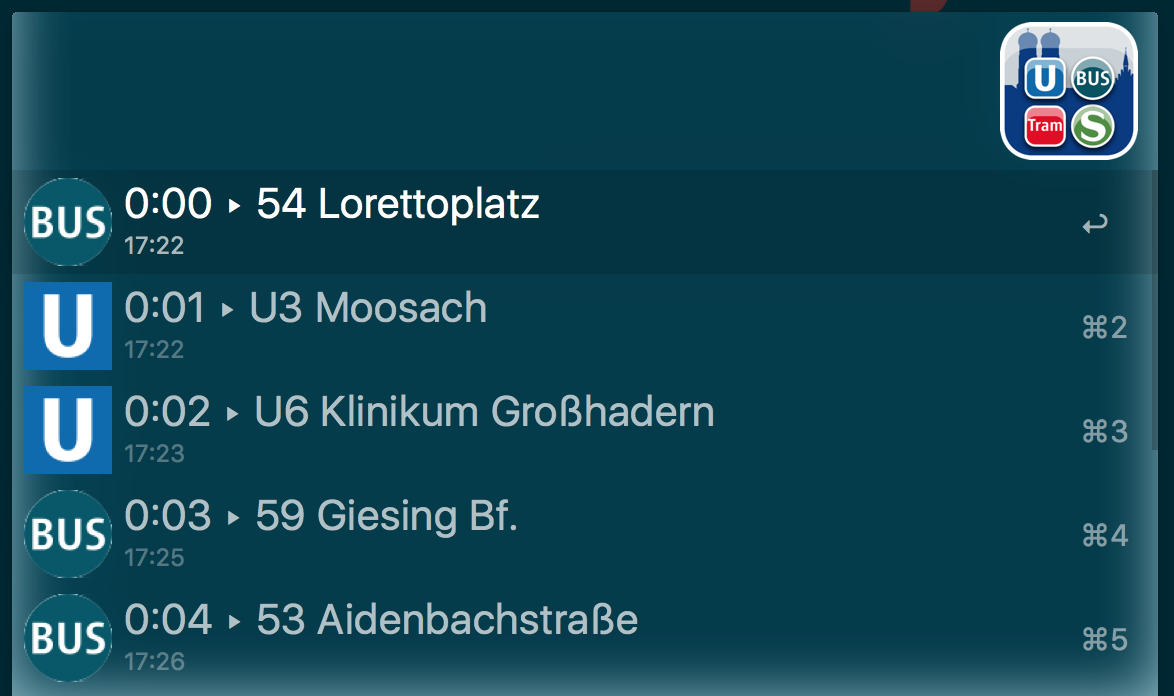 U BUS
Tram S
BUS 0:00 ▸ 54 Lorettoplatz ↩
17:22
U 0:01 ▸ U3 Moosach ⌘2
17:22
U 0:02 ▸ U6 Klinikum Großhadern ⌘3
17:23
BUS 0:03 ▸ 59 Giesing Bf. ⌘4
17:25
BUS 0:04 ▸ 53 Aidenbachstraße ⌘5
17:26